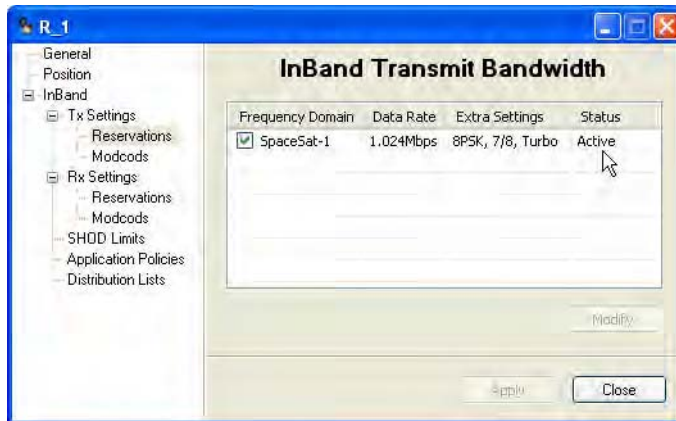 R_1
General
Position
InBand
Tx Settings
Reservations
Modcods
Rx Settings
Reservations
Modcods
SHOD Limits
Application Policies
Distribution Lists
InBand Transmit Bandwidth
Frequency Domain Data Rate Extra Settings Status
SpaceSat-1 1.024Mbps 8PSK, 7/8, Turbo Active
Modify
Apply Close